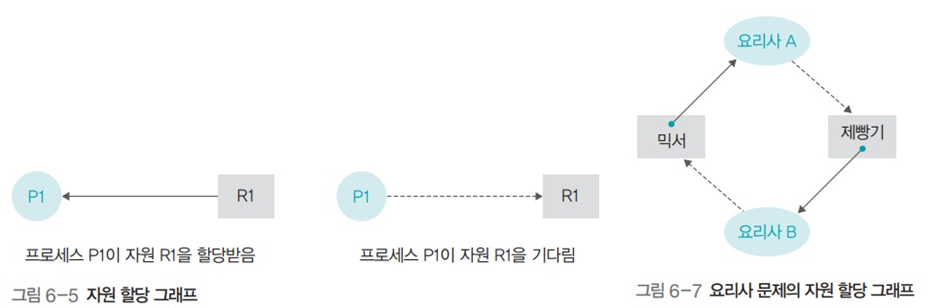 P1
R1
프로세스 P1이 자원 R1을 할당받음
P1
R1
프로세스 P1이 자원 R1을 기다림
그림 6-5 자원 할당 그래프
요리사 A
믹서
제빵기
요리사 B
그림 6-7 요리사 문제의 자원 할당 그래프